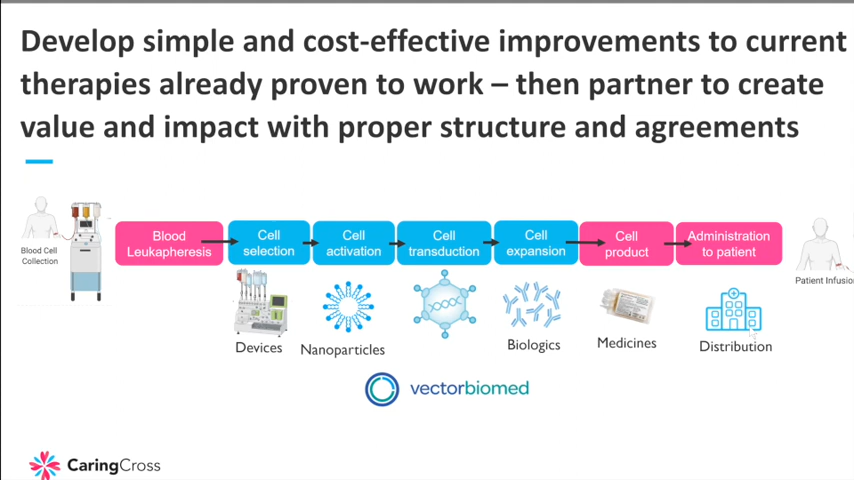 Develop simple and cost-effective improvements to current
therapies already proven to work – then partner to create
value and impact with proper structure and agreements
Blood Cell
Collection
Blood
Leukapheresis
Cell
selection
Cell
activation
Cell
transduction
Cell
expansion
Cell
product
Administration
to patient
Patient Infusio
Devices
Nanoparticles
Biologics
Medicines
Distribution
vectorbiomed
CaringCross